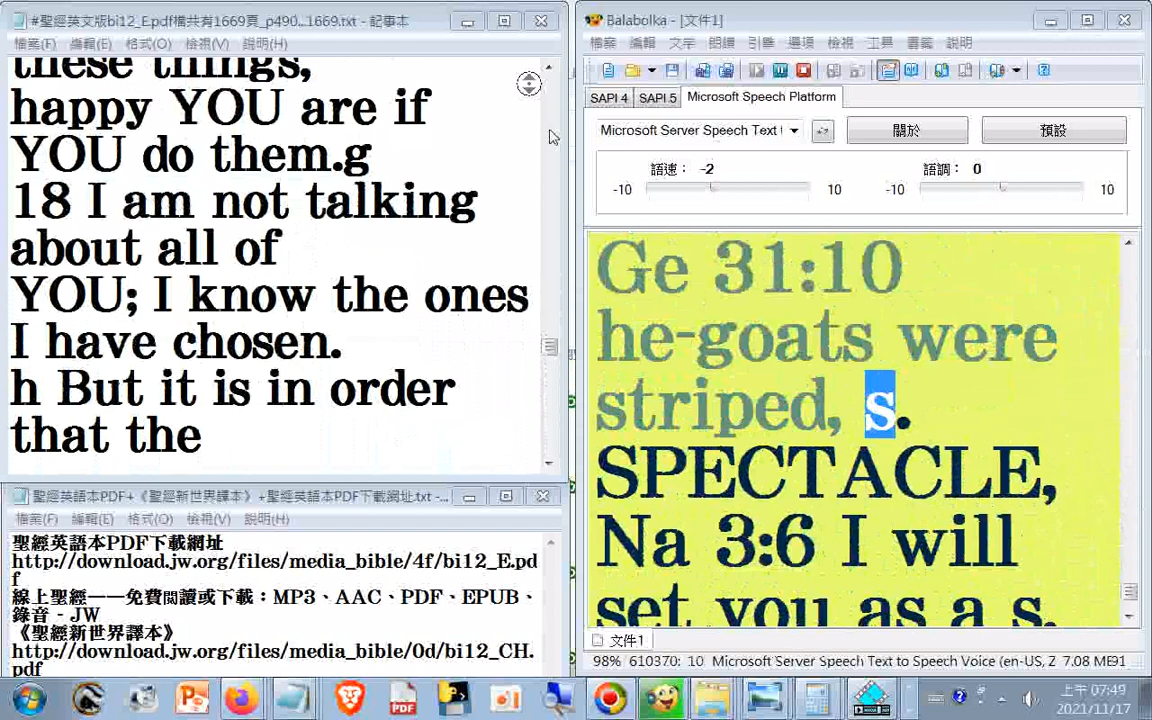 #聖經英文版bi12_E.pdf檔共有1669頁_p490..1669.txt - 記事本
檔案(F) 編輯(E) 格式(O) 檢視(V) 說明(H)
these things,
happy YOU are if
YOU do them.g
18 I am not talking
about all of
YOU; I know the ones
I have chosen.
h But it is in order
that the
聖經英語本PDF+《聖經新世界譯本》+聖經英語本PDF下載網址.txt -...
檔案(F) 編輯(E) 格式(O) 檢視(V) 說明(H)
聖經英語本PDF下載網址
http://download.jw.org/files/media_bible/4f/bi12_E.pd
f
線上聖經——免費閱讀或下載：MP3、AAC、PDF、EPUB、
錄音 - JW
《聖經新世界譯本》
http://download.jw.org/files/media_bible/0d/bi12_CH.
pdf
Balabolka - [文件1]
檔案 編輯 文字 朗讀 引擎 選項 檢視 工具 書籤 說明
SAPI 4 SAPI 5 Microsoft Speech Platform
Microsoft Server Speech Text 關於 預設
語速： -2 語調： 0
-10 10 -10 10
Ge 31:10
he-goats were
striped, s.
SPECTACLE,
Na 3:6 I will
set you as a s.
文件1
98% 610370: 10 Microsoft Server Speech Text to Speech Voice (en-US, Z 7.08 ME91
上午 07:49
2021/11/17